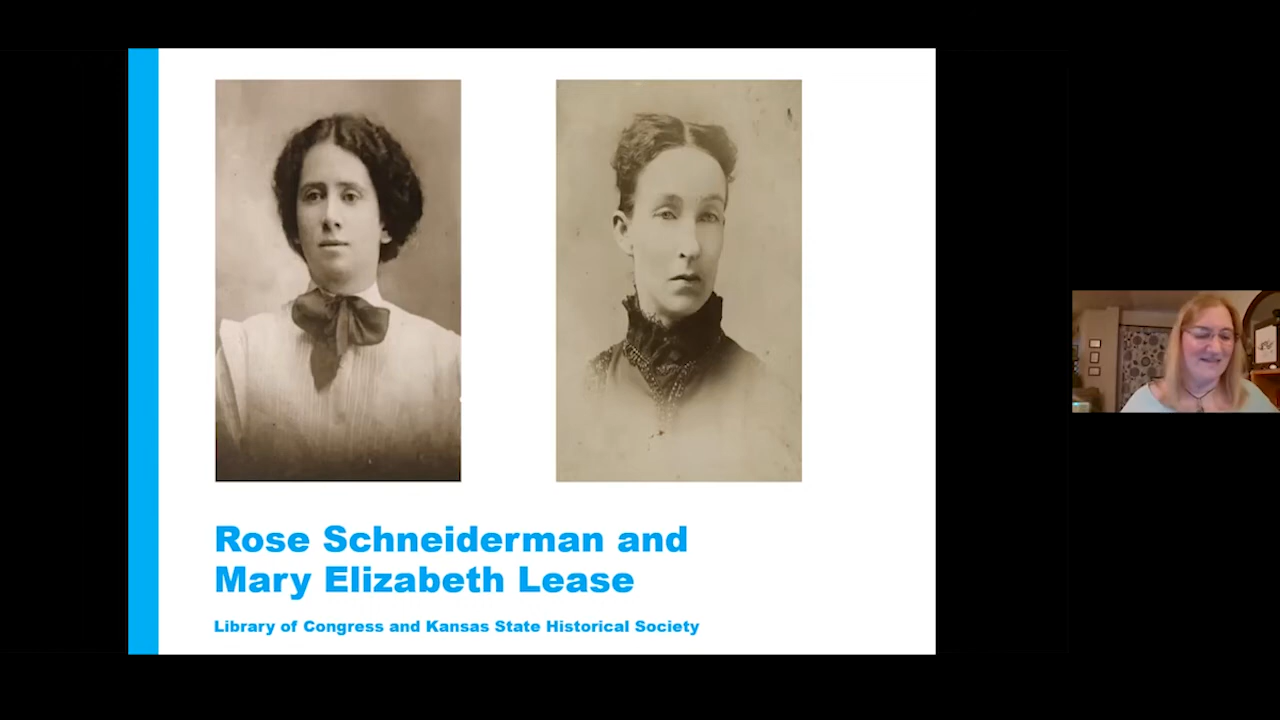 Rose Schneiderman and
Mary Elizabeth Lease
Library of Congress and Kansas State Historical Society